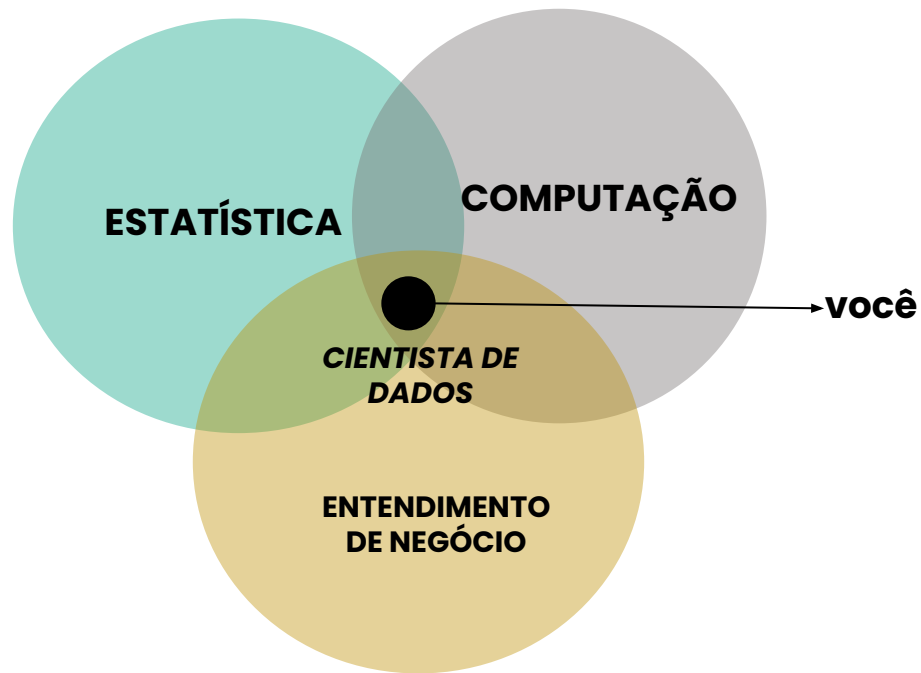 ESTATÍSTICA
COMPUTAÇÃO
você
CIENTISTA DE
DADOS
ENTENDIMENTO
DE NEGÓCIO